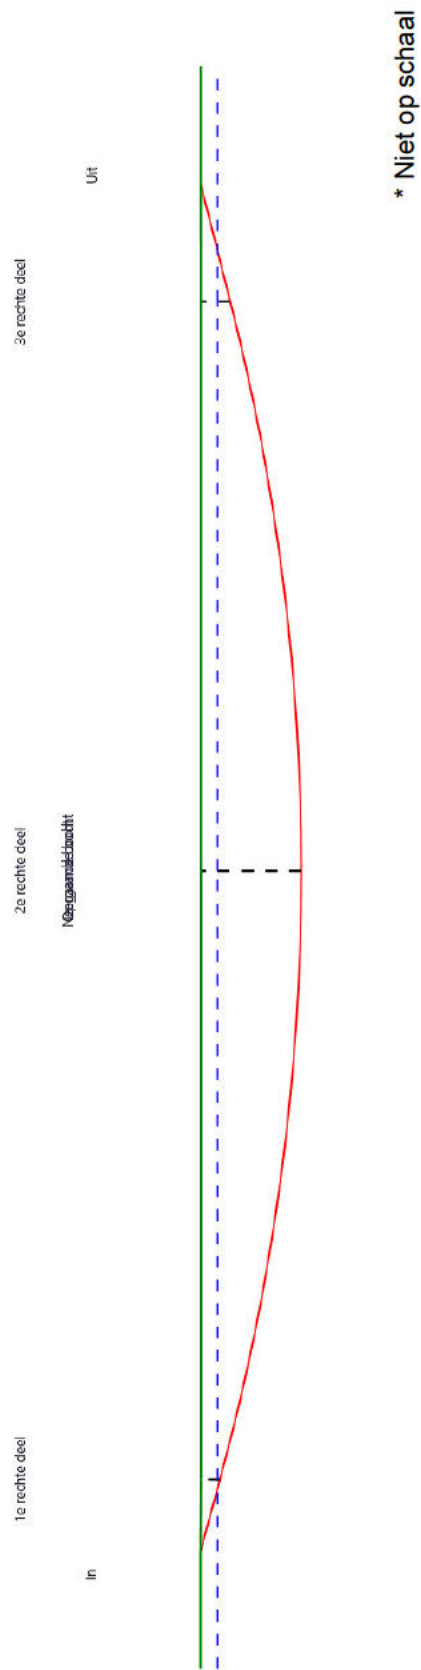 1e rechte deel
2e rechte deel
3e rechte deel
In
Uit
* Niet op schaal